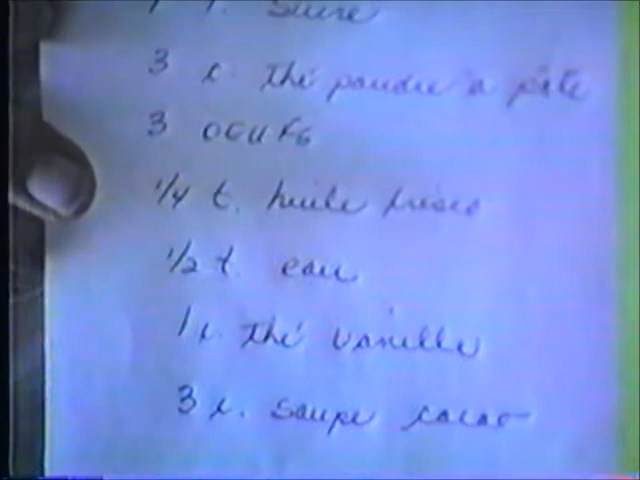 1 t. sucre
3 c. thé poudre a pâte
3 OEUFS
1/4 t. huile
1/2 t. eau
1 c. thé vanille
3 c. soupe cacao